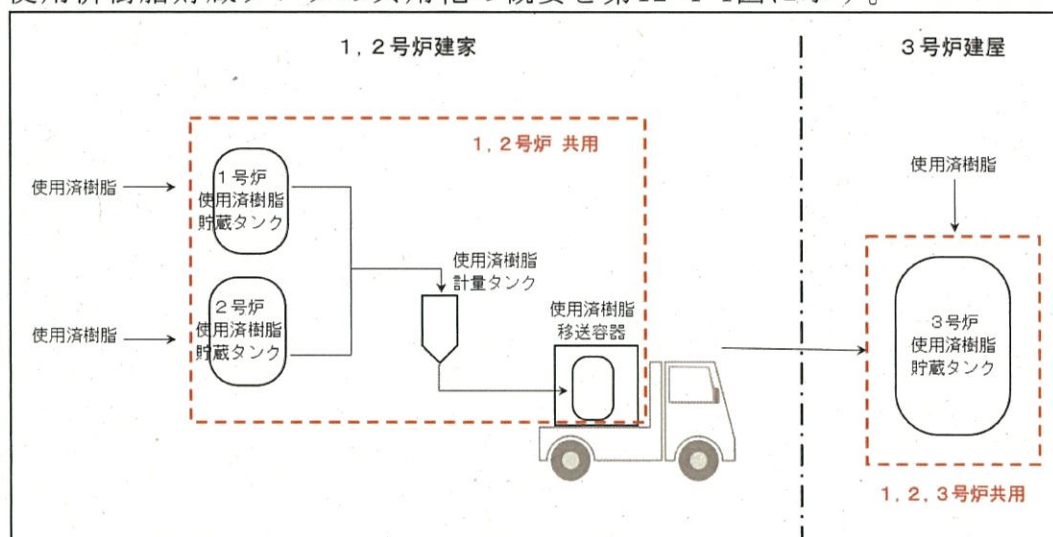 1，2号炉建家
3号炉建屋
1，2号炉 共用
使用済樹脂
1号炉
使用済樹脂
貯蔵タンク
使用済樹脂
2号炉
使用済樹脂
貯蔵タンク
使用済樹脂
計量タンク
使用済樹脂
移送容器
使用済樹脂
3号炉
使用済樹脂
貯蔵タンク
1，2，3号炉共用